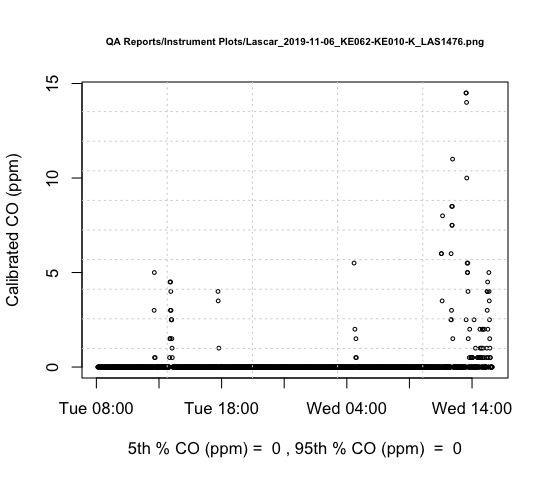 QA Reports/Instrument Plots/Lascar_2019-11-06_KE062-KE010-K_LAS1476.png
15
10
5
0
Calibrated CO (ppm)
Tue 08:00 Tue 18:00 Wed 04:00 Wed 14:00
5th % CO (ppm) = 0 , 95th % CO (ppm) = 0